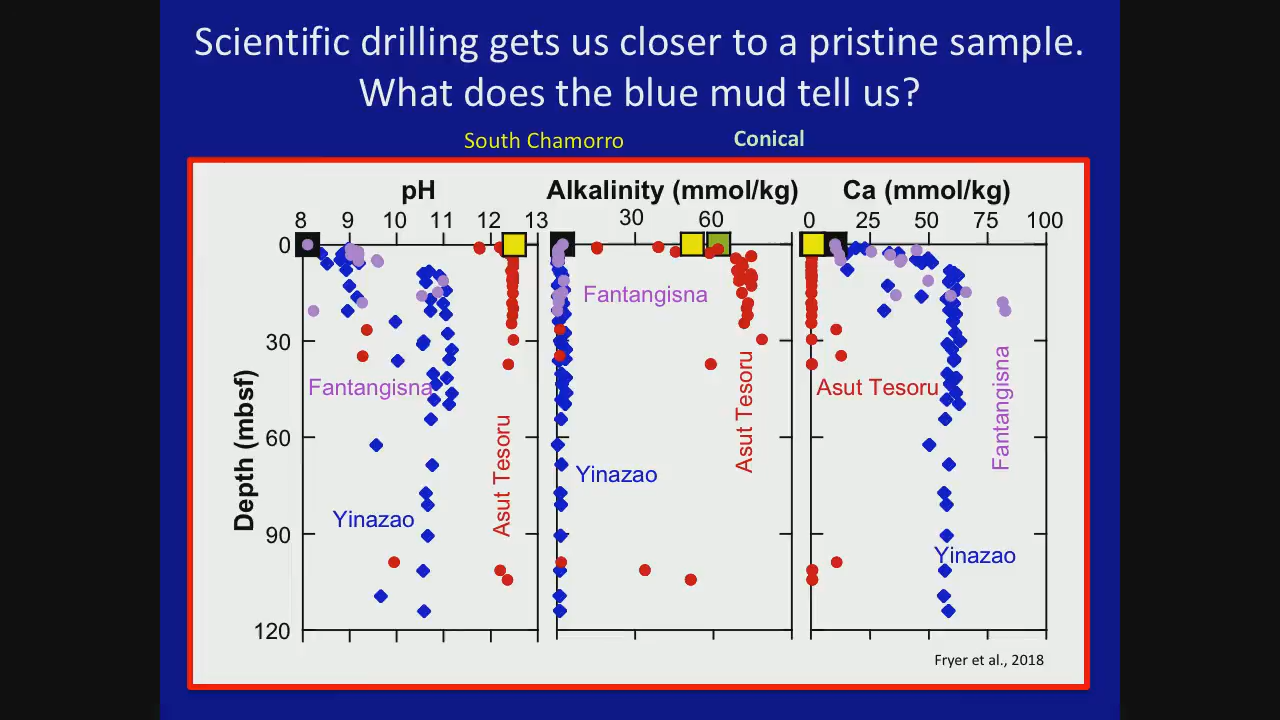 Scientific drilling gets us closer to a pristine sample.
What does the blue mud tell us?
South Chamorro
Conical
pH
Alkalinity (mmol/kg)
Ca (mmol/kg)
8 9 10 11 12 13
30 60
0 25 50 75 100
Depth (mbsf)
0
30
60
90
120
Fantangisna
Yinazao
Asut Tesoru
Fantangisna
Yinazao
Asut Tesoru
Asut Tesoru
Fantangisna
Yinazao
Fryer et al., 2018